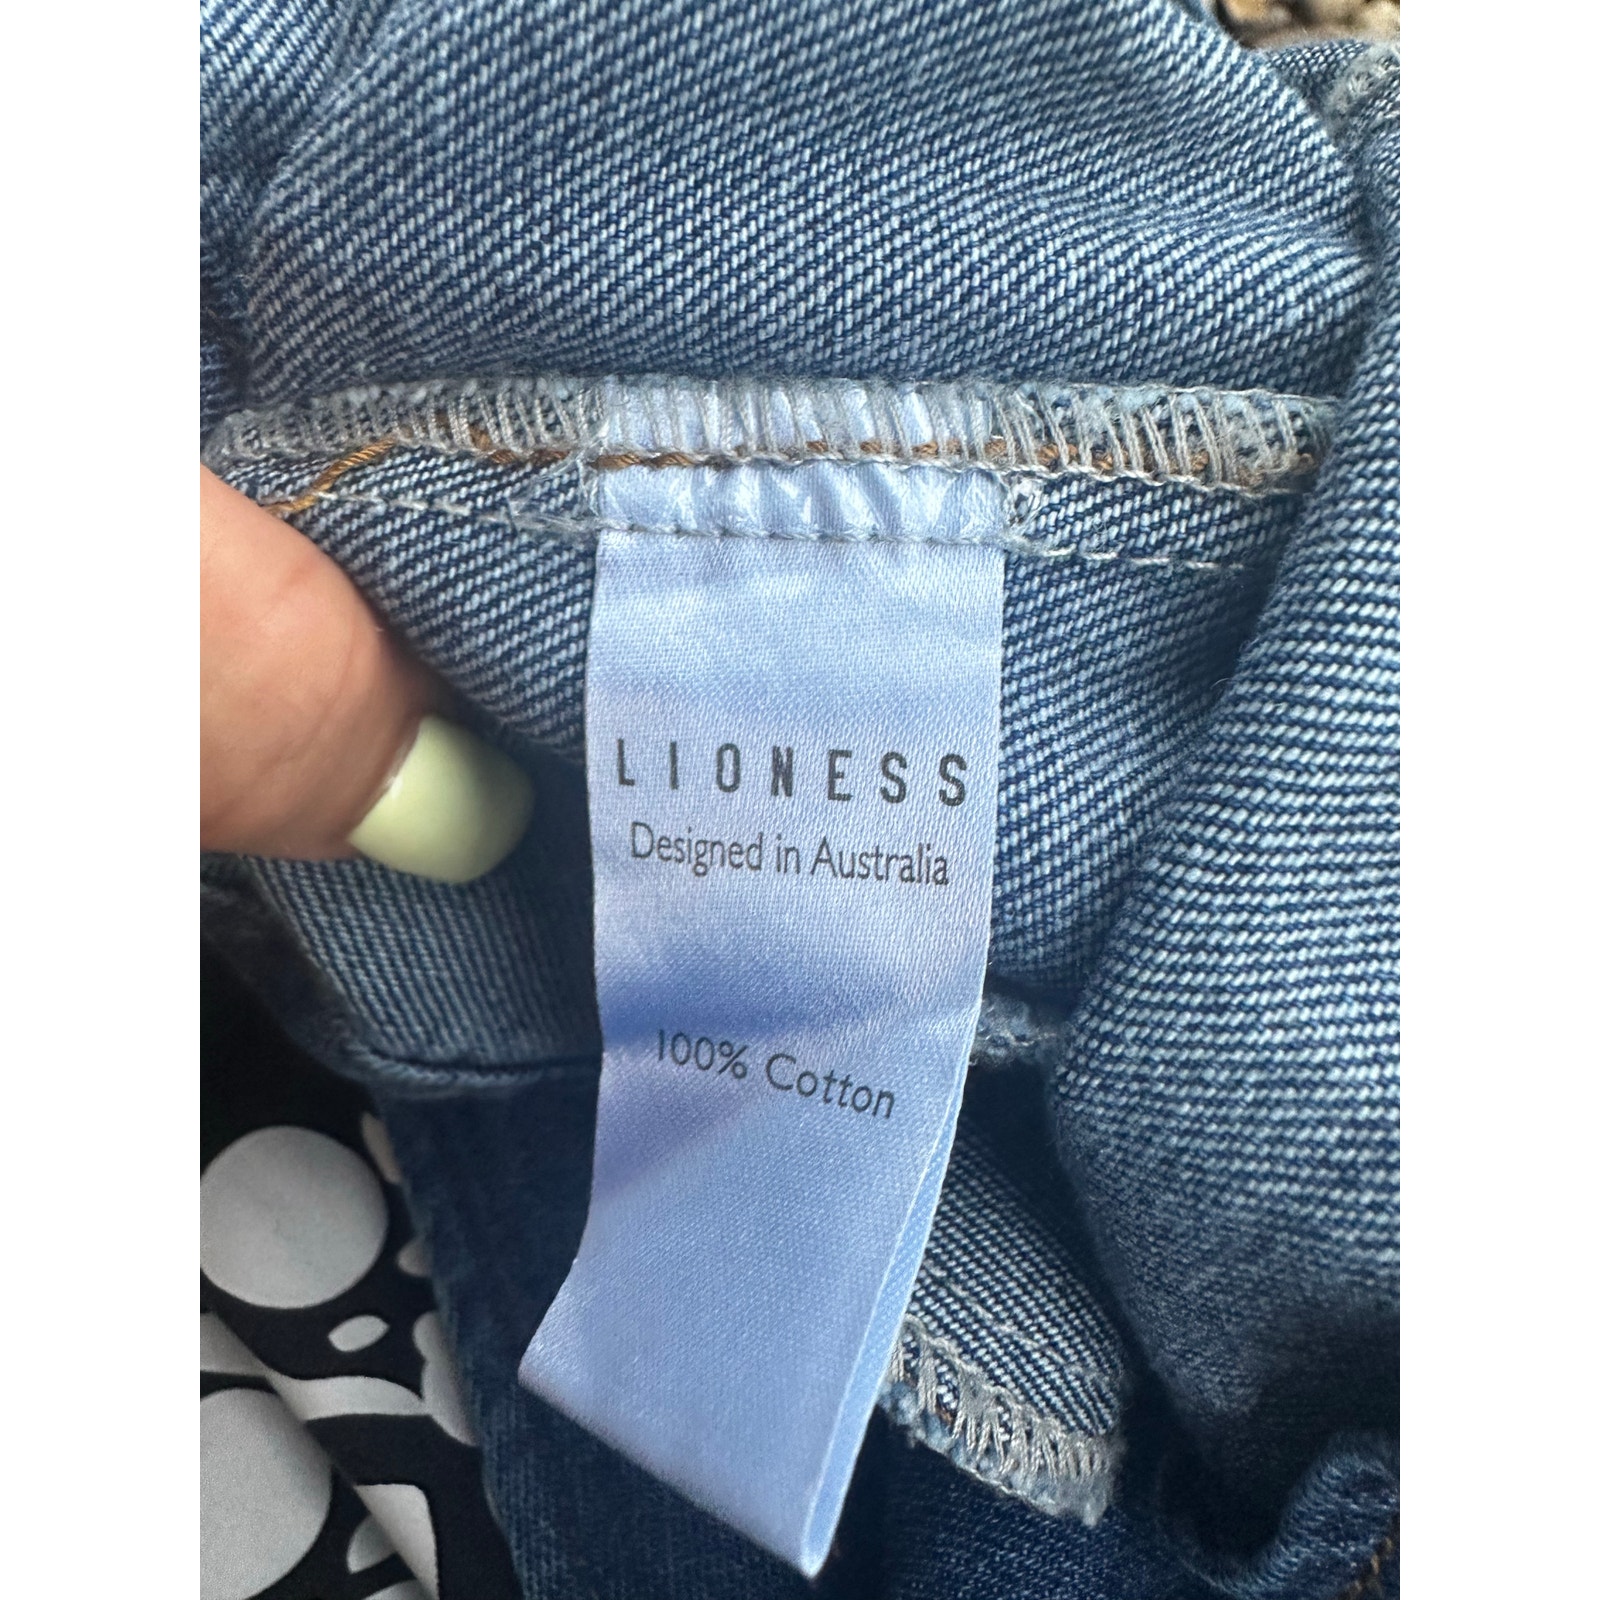 LIONESS
Designed in Australia
100% Cotton